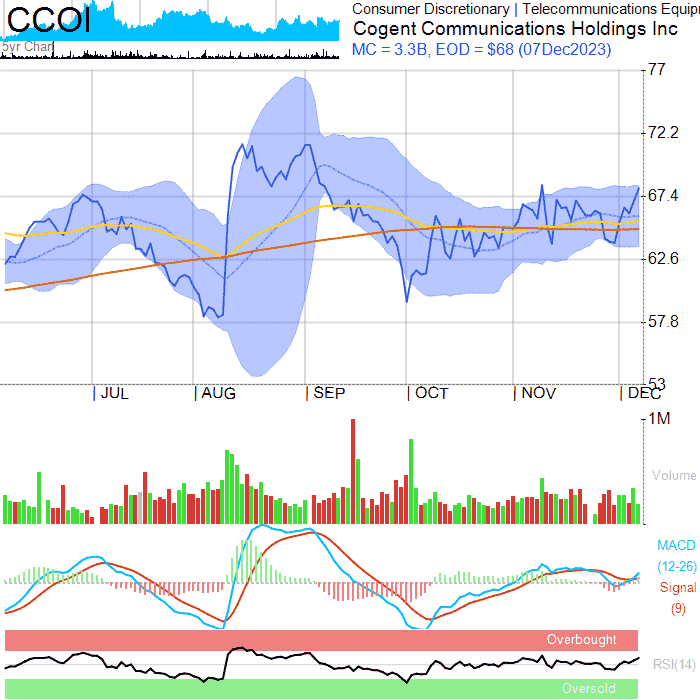 CCOI
5yr Chart
Consumer Discretionary | Telecommunications Equip
Cogent Communications Holdings Inc
MC = 3.3B, EOD = $68 (07Dec2023)
77
72.2
67.4
62.6
57.8
53
JUL
AUG
SEP
OCT
NOV
DEC
1M
Volume
MACD
(12-26)
Signal
(9)
Overbought
RSI(14)
Oversold